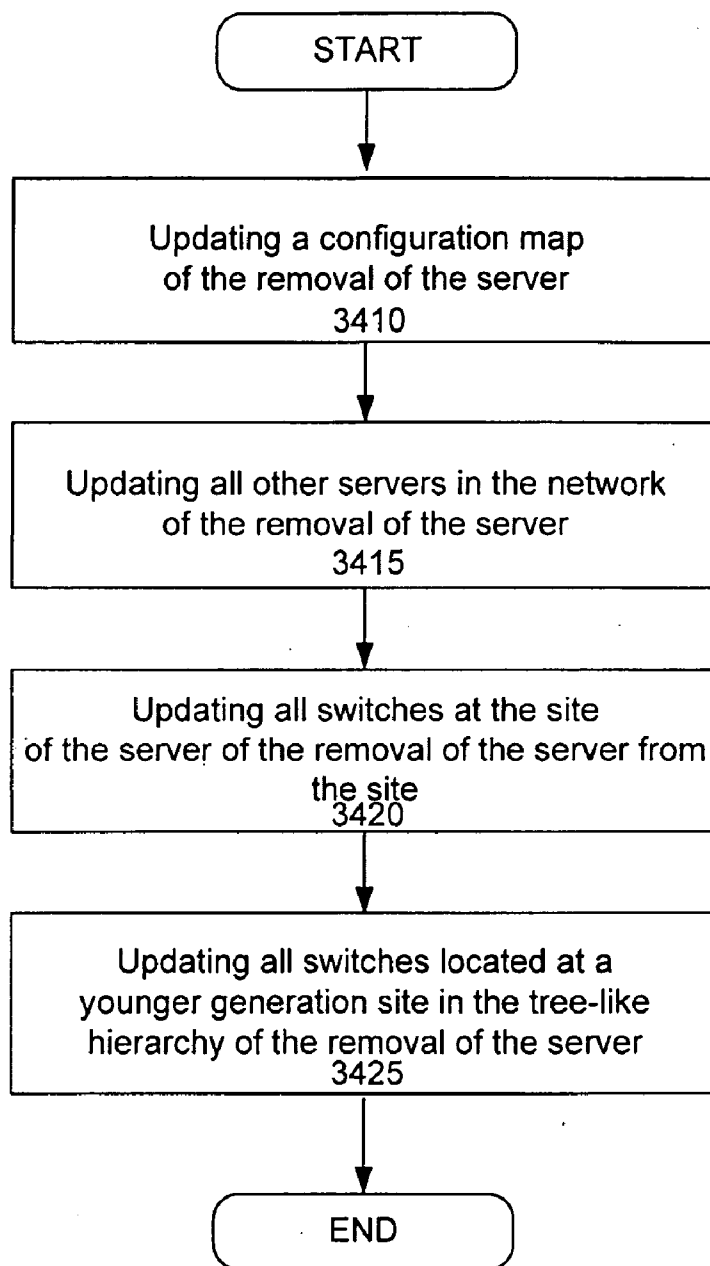 START
Updating a configuration map
of the removal of the server
3410
Updating all other servers in the network
of the removal of the server
3415
Updating all switches at the site
of the server of the removal of the server from
the site
3420
Updating all switches located at a
younger generation site in the tree-like
hierarchy of the removal of the server
3425
END